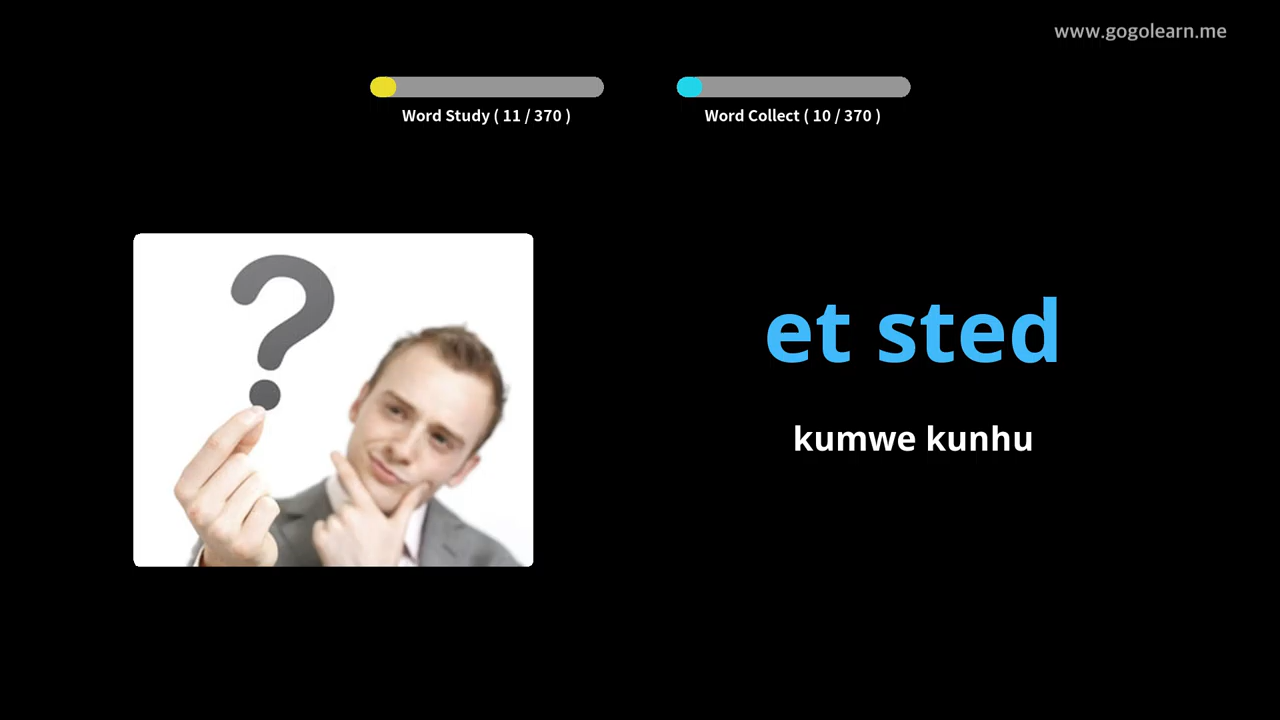 www.gogolearn.me
Word Study ( 11 / 370 )
Word Collect ( 10 / 370 )
et sted
kumwe kunhu